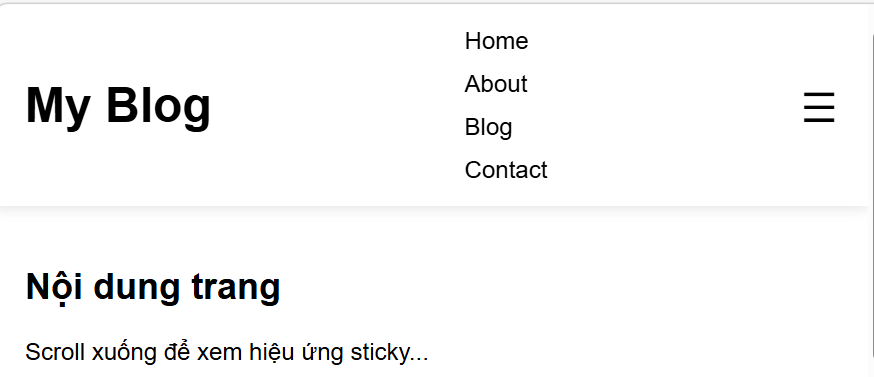 My Blog
Home
About
Blog
Contact
Nội dung trang
Scroll xuống để xem hiệu ứng sticky...